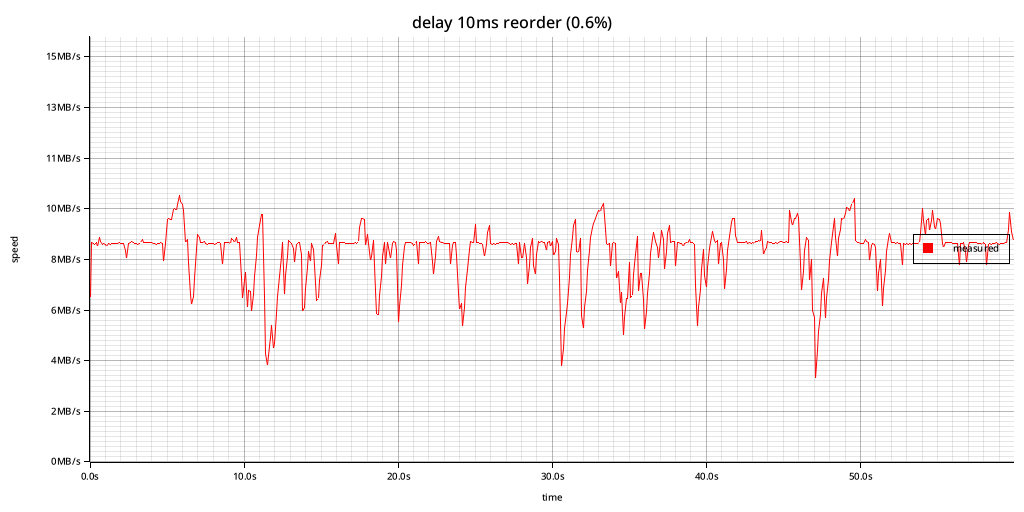 delay 10ms reorder (0.6%)
15MB/s
13MB/s
11MB/s
10MB/s
8MB/s
6MB/s
4MB/s
2MB/s
0MB/s
speed
measured
0.0s 10.0s 20.0s 30.0s 40.0s 50.0s
time